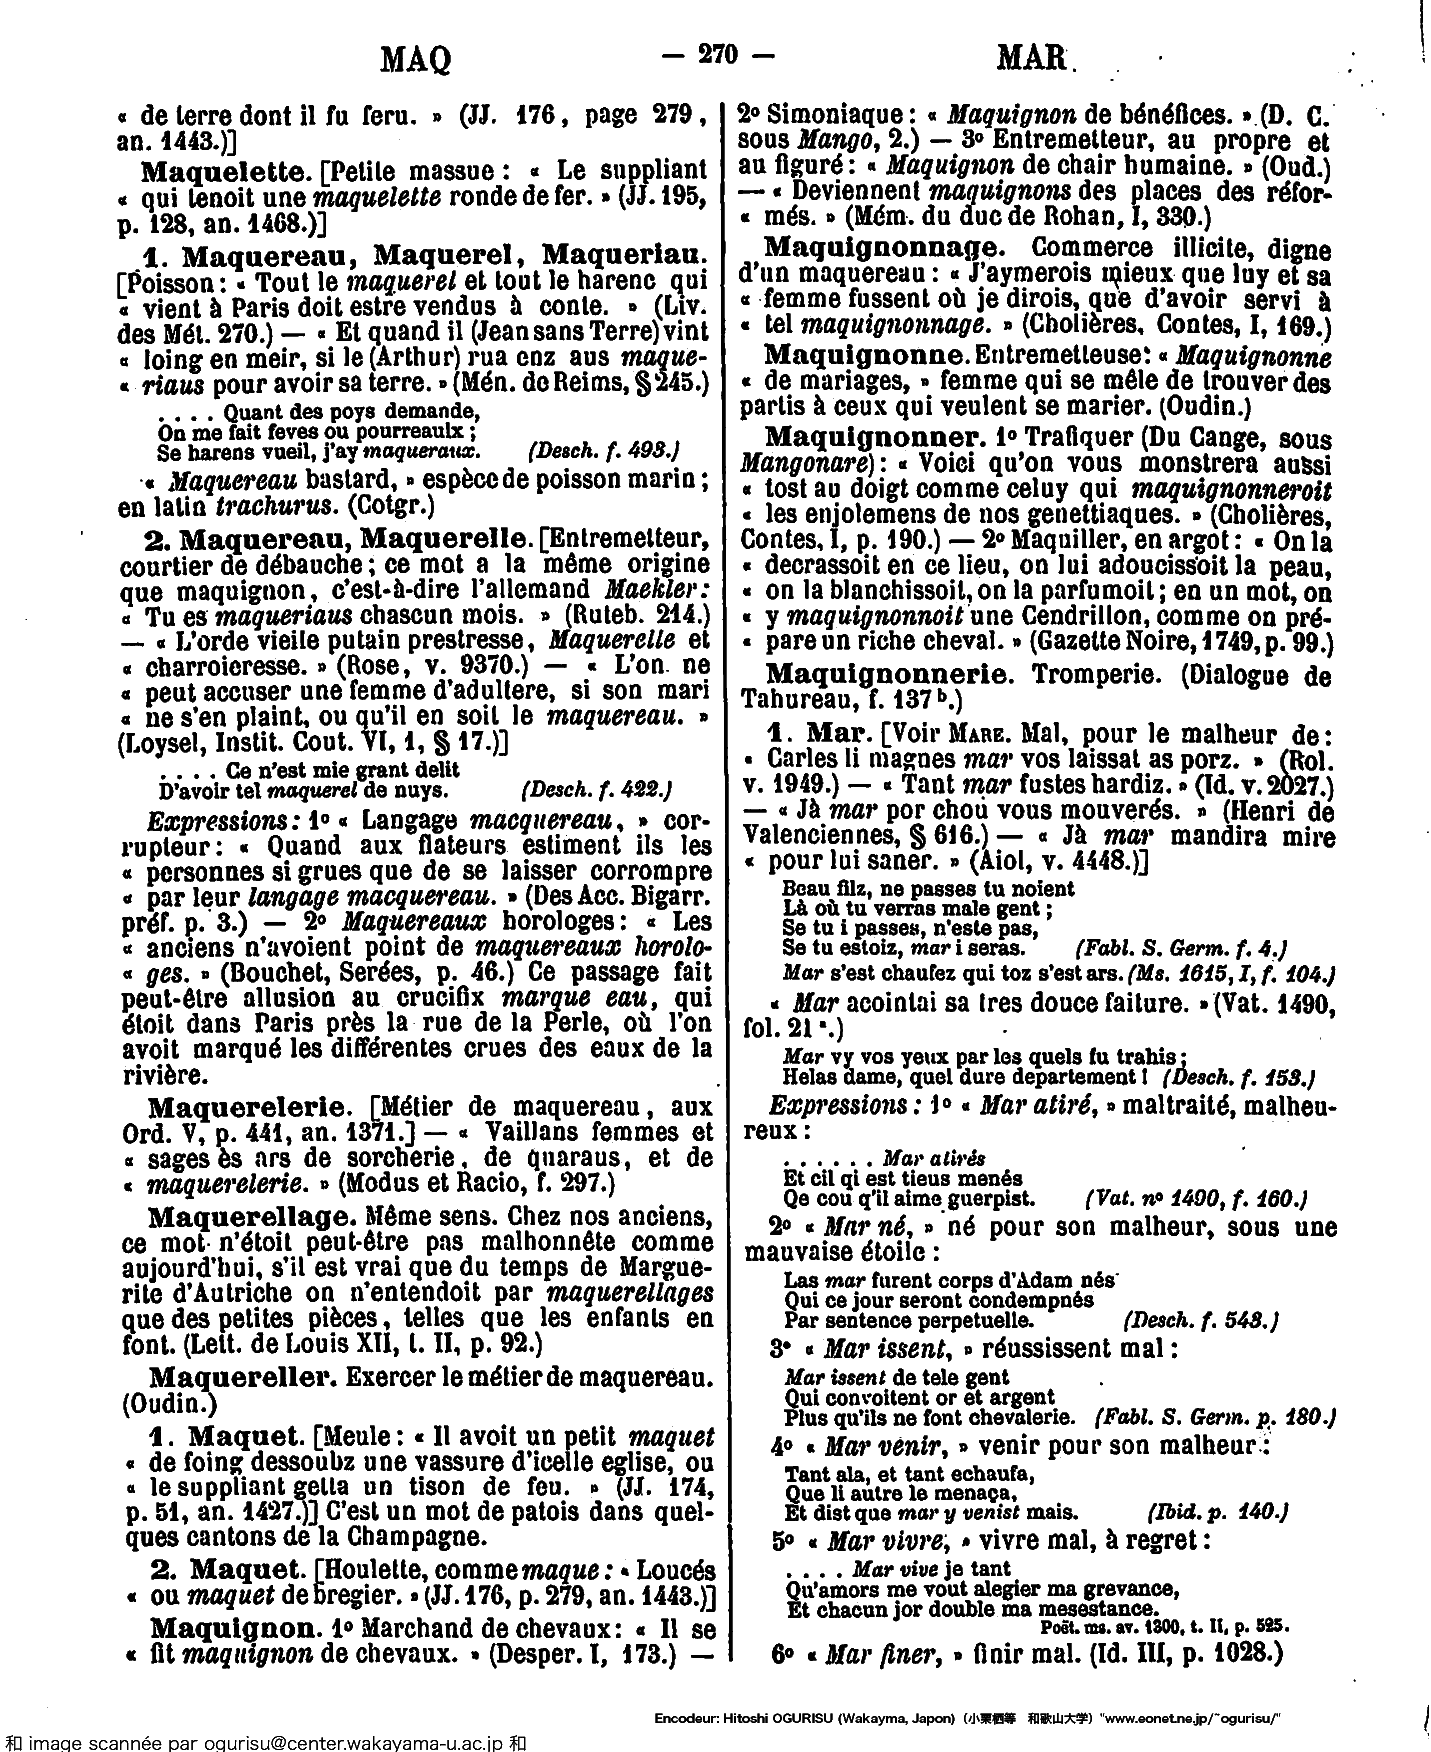 MAQ
— 270 —
MAR
« de terre dont il fu feru. » (JJ. 176, page 279,
an. 1443.)]
Maquelette. [Petite massue : « Le suppliant
« qui tenoit une maquelette ronde de fer. » (JJ. 195,
p. 128, an. 1468.)]
1. Maquereau, Maquerel, Maqueriau.
[Poisson : « Tout le maquerel et tout le harenc qui
« vient à Paris doit estre vendus à conte. » (Liv.
des Mét. 270.) — « Et quand il (Jean sans Terre) vint
« loing en meir, si le (Arthur) rua enz aus maque-
« riaus pour avoir sa terre. » (Mén. de Reims, § 245.)
. . . . Quant des poys demande,
On me fait feves ou pourreaulx ;
Se harens vueil, j'ay maqueraux. (Desch. f. 493.)
« Maquereau bastard, » espèce de poisson marin ;
en latin trachurus. (Cotgr.)
2. Maquereau, Maquerelle. [Entremetteur,
courtier de débauche ; ce mot a la même origine
que maquignon, c'est-à-dire l'allemand Maekler :
« Tu es maqueriaus chascun mois. » (Ruteb. 214.)
— « L'orde vieile putain prestresse, Maquerelle et
« charroieresse. » (Rose, v. 9370.) — « L'on ne
« peut accuser une femme d'adultere, si son mari
« ne s'en plaint, ou qu'il en soit le maquereau. »
(Loysel, Instit. Cout. VI, 1, § 17.)]
. . . . Ce n'est mie grant delit
D'avoir tel maquerel de nuys. (Desch. f. 422.)
Expressions : 1º « Langage macquereau, » cor-
rupteur : « Quand aux flateurs estiment ils les
« personnes si grues que de se laisser corrompre
« par leur langage macquereau. » (Des Acc. Bigarr.
préf. p. 3.) — 2º Maquereaux horologes : « Les
« anciens n'avoient point de maquereaux horolo-
« ges. » (Bouchet, Serées, p. 46.) Ce passage fait
peut-être allusion au crucifix marque eau, qui
étoit dans Paris près la rue de la Perle, où l'on
avoit marqué les différentes crues des eaux de la
rivière.
Maquerelerie. [Métier de maquereau, aux
Ord. V, p. 441, an. 1371.] — « Vaillans femmes et
« sages ès ars de sorcherie, de quaraus, et de
« maquerelerie. » (Modus et Racio, f. 297.)
Maquerellage. Même sens. Chez nos anciens,
ce mot n'étoit peut-être pas malhonnête comme
aujourd'hui, s'il est vrai que du temps de Margue-
rite d'Autriche on n'entendoit par maquerellages
que des petites pièces, telles que les enfants en
font. (Lett. de Louis XII, t. II, p. 92.)
Maquereller. Exercer le métier de maquereau.
(Oudin.)
1. Maquet. [Meule : « Il avoit un petit maquet
« de foing dessoubz une vassure d'icelle eglise, ou
« le suppliant getta un tison de feu. » (JJ. 174,
p. 51, an. 1427.)] C'est un mot de patois dans quel-
ques cantons de la Champagne.
2. Maquet. [Houlette, comme maque : « Loucés
« ou maquet de bregier. » (JJ. 176, p. 279, an. 1443.)]
Maquignon. 1º Marchand de chevaux : « Il se
« fit maquignon de chevaux. » (Desper. I, 173.) —
2º Simoniaque : « Maquignon de bénéfices. » (D. C.
sous Mango, 2.) — 3º Entremetteur, au propre et
au figuré : « Maquignon de chair humaine. » (Oud.)
— « Deviennent maquignons des places des réfor-
« més. » (Mém. du duc de Rohan, I, 330.)
Maquignonnage. Commerce illicite, digne
d'un maquereau : « J'aymerois mieux que luy et sa
« femme fussent où je dirois, que d'avoir servi à
« tel maquignonnage. » (Cholières, Contes, I, 169.)
Maquignonne. Entremetteuse : « Maquignonne
« de mariages, » femme qui se mêle de trouver des
partis à ceux qui veulent se marier. (Oudin.)
Maquignonner. 1º Trafiquer (Du Cange, sous
Mangonare) : « Voici qu'on vous monstrera aussi
« tost au doigt comme celuy qui maquignonneroit
« les enjolemens de nos genettiaques. » (Cholières,
Contes, I, p. 190.) — 2º Maquiller, en argot : « On la
« decrassoit en ce lieu, on lui adoucissoit la peau,
« on la blanchissoit, on la parfumoit ; en un mot, on
« y maquignonnoit une Cendrillon, comme on pré-
« pare un riche cheval. » (Gazette Noire, 1749, p. 99.)
Maquignonnerie. Tromperie. (Dialogue de
Tahureau, f. 137 b.)
1. Mar. [Voir MARE. Mal, pour le malheur de :
« Carles li magnes mar vos laissat as porz. » (Rol.
v. 1949.) — « Tant mar fustes hardiz. » (Id. v. 2027.)
— « Jà mar por chou vous mouverés. » (Henri de
Valenciennes, § 616.) — « Jà mar mandira mire
« pour lui saner. » (Aiol, v. 4448.)]
Beau filz, ne passes tu noient
Là où tu verras male gent ;
Se tu i passes, n'este pas,
Se tu estoiz, mar i seras. (Fabl. S. Germ. f. 4.)
Mar s'est chaufez qui toz s'est ars. (Ms. 1615, I, f. 104.)
« Mar acointai sa tres douce faiture. » (Vat. 1490,
fol. 21 a.)
Mar vy vos yeux par les quels fu trahis ;
Helas dame, quel dure departement ! (Desch. f. 153.)
Expressions : 1º « Mar atiré, » maltraité, malheu-
reux :
. . . . . . Mar atirés
Et cil qi est tieus menés
Qe cou q'il aime guerpist. (Vat. nº 1490, f. 160.)
2º « Mar né, » né pour son malheur, sous une
mauvaise étoile :
Las mar furent corps d'Adam nés
Qui ce jour seront condempnés
Par sentence perpetuelle. (Desch. f. 543.)
3º « Mar issent, » réussissent mal :
Mar issent de tele gent
Qui convoitent or et argent
Plus qu'ils ne font chevalerie. (Fabl. S. Germ. p. 180.)
4º « Mar venir, » venir pour son malheur :
Tant ala, et tant echaufa,
Que li autre le menaça,
Et dist que mar y venist mais. (Ibid. p. 140.)
5º « Mar vivre, » vivre mal, à regret :
. . . . Mar vive je tant
Qu'amors me vout alegier ma grevance,
Et chacun jor double ma mesestance.
Poët. ms. av. 1300, t. II, p. 525.
6º « Mar finer, » finir mal. (Id. III, p. 1028.)
Encodeur: Hitoshi OGURISU (Wakayma, Japon) (小栗栖等 和歌山大学) "www.eonet.ne.jp/~ogurisu/"
和 image scannée par ogurisu@center.wakayama-u.ac.jp 和